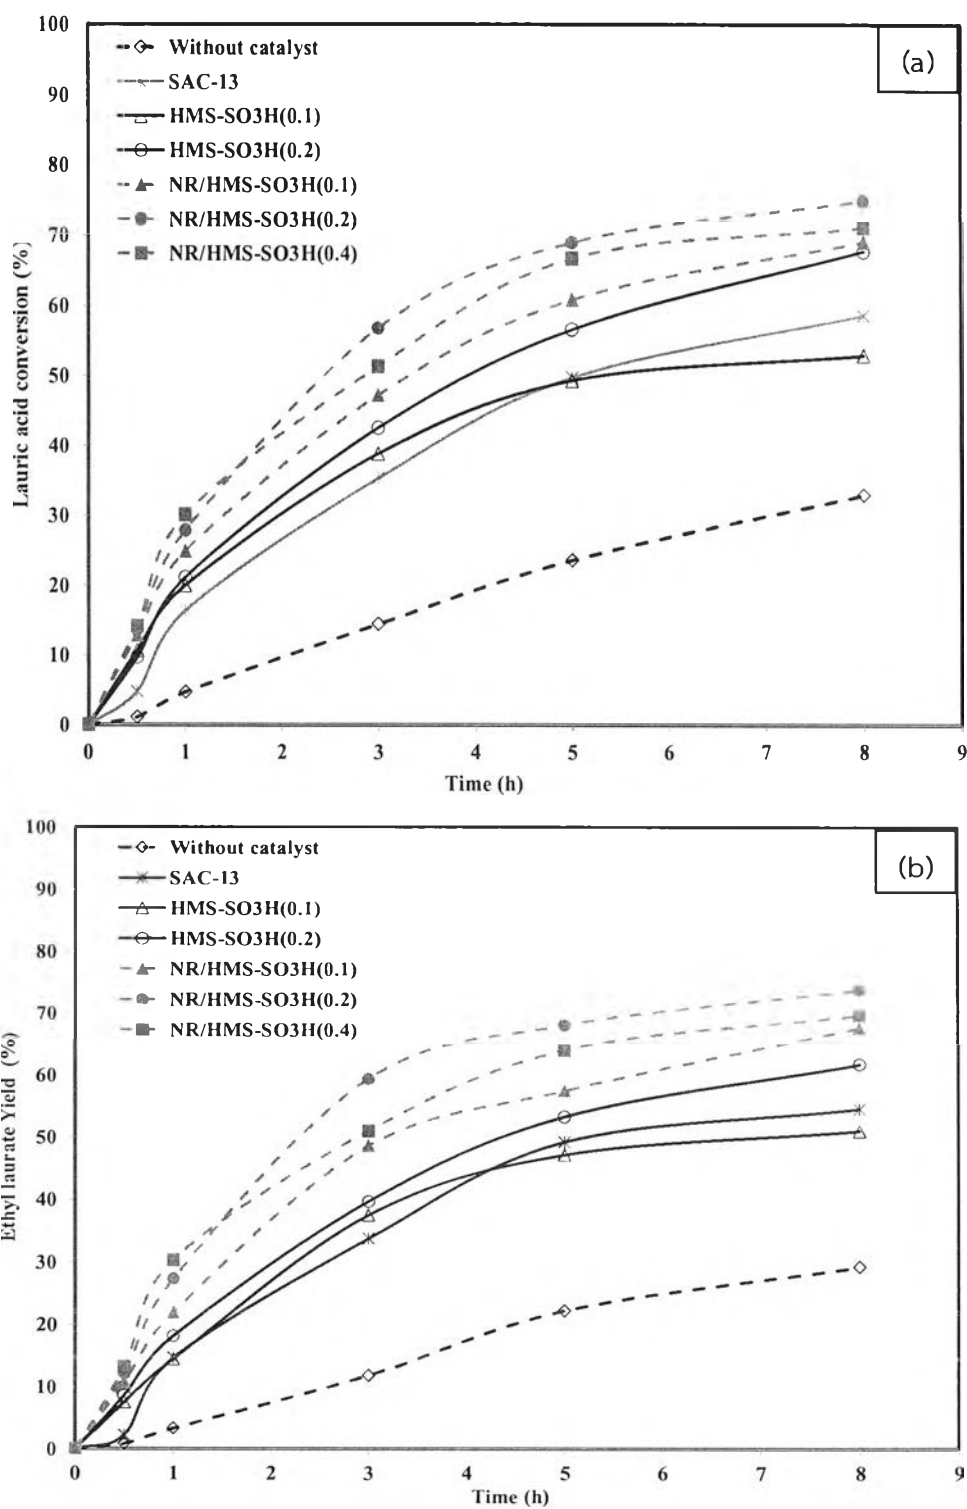 (a)
Without catalyst
SAC-13
HMS-SO3H(0.1)
HMS-SO3H(0.2)
NR/HMS-SO3H(0.1)
NR/HMS-SO3H(0.2)
NR/HMS-SO3H(0.4)
Lauric acid conversion (%)
100
90
80
70
60
50
40
30
20
10
0
0 1 2 3 4 5 6 7 8 9
Time (h)
(b)
Without catalyst
SAC-13
HMS-SO3H(0.1)
HMS-SO3H(0.2)
NR/HMS-SO3H(0.1)
NR/HMS-SO3H(0.2)
NR/HMS-SO3H(0.4)
Ethyl laurate Yield (%)
100
90
80
70
60
50
40
30
20
10
0
0 1 2 3 4 5 6 7 8 9
Time (h)